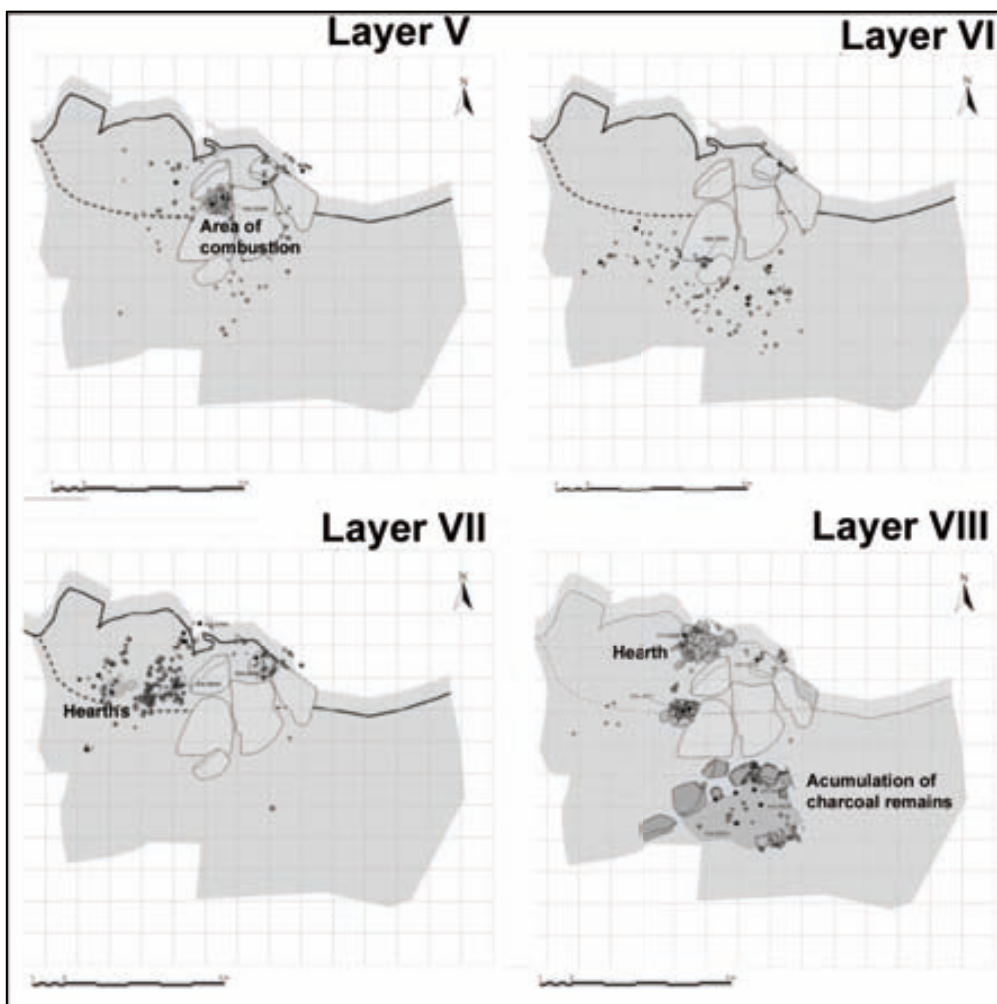 Layer V
Layer VI
N
N
Area of
combustion
Layer VII
Layer VIII
N
N
Hearths
Hearth
Acumulation of
charcoal remains